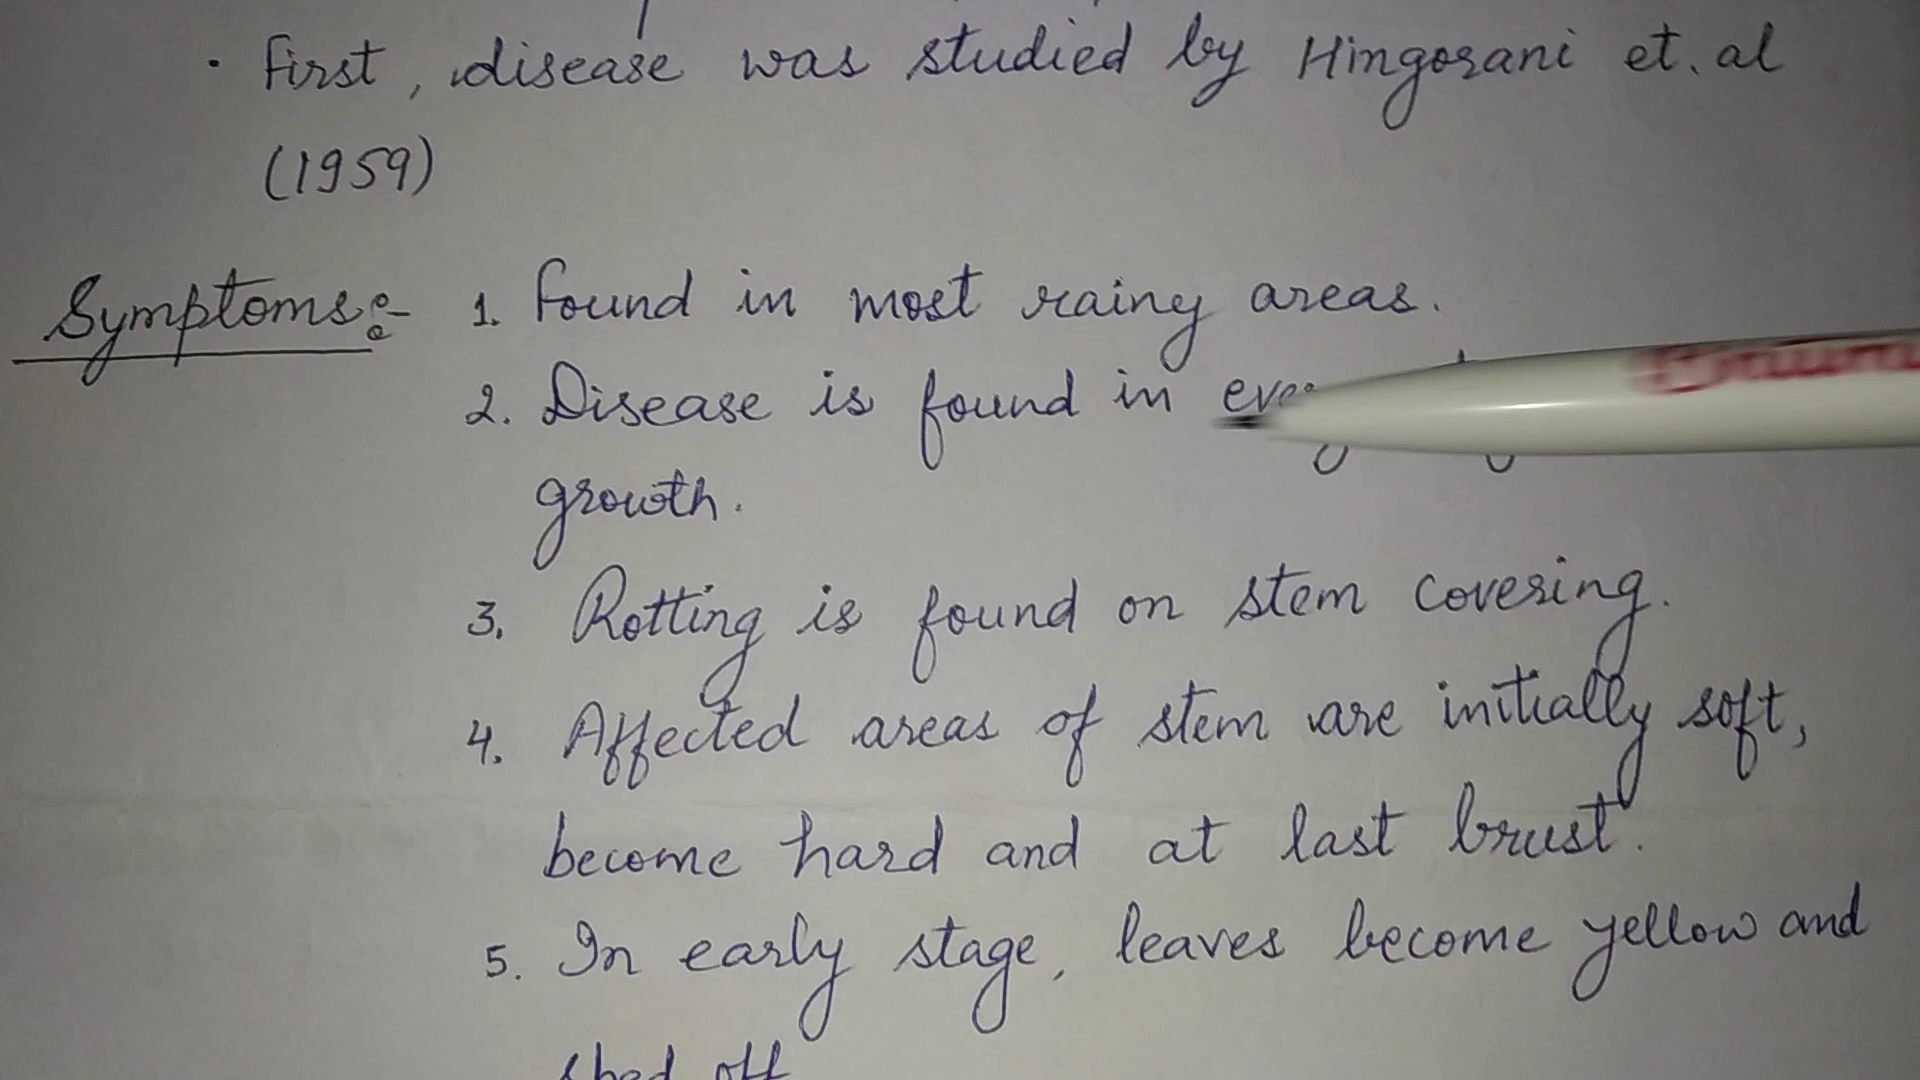 • First, disease was studied by Hingorani et. al
(1959)
Symptoms:- 1. Found in most rainy areas.
2. Disease is found in
growth.
3. Rotting is found on stem covering.
4. Affected areas of stem are initially soft,
become hard and at last brust.
5. In early stage, leaves become yellow and
shed off